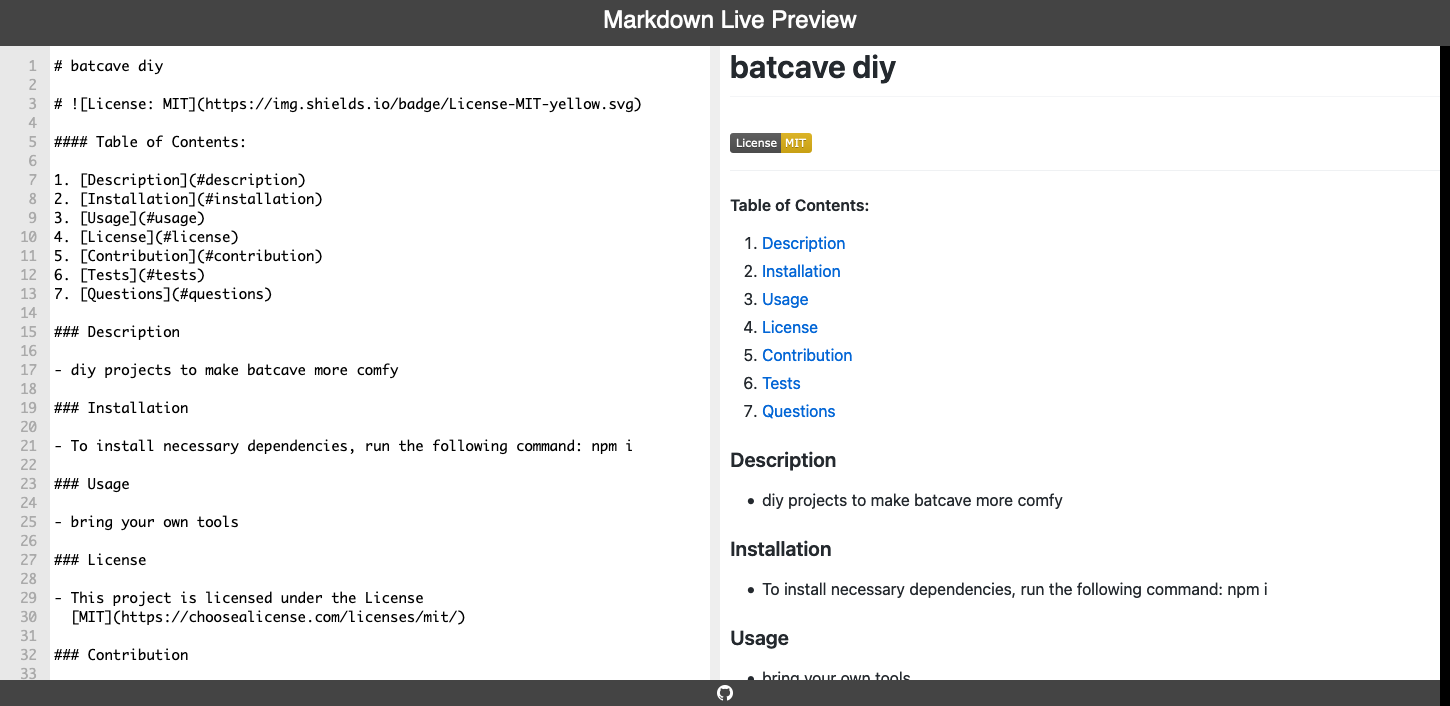 Markdown Live Preview
1 # batcave diy
2
3 # ![License: MIT](https://img.shields.io/badge/License-MIT-yellow.svg)
4
5 #### Table of Contents:
6
7 1. [Description](#description)
8 2. [Installation](#installation)
9 3. [Usage](#usage)
10 4. [License](#license)
11 5. [Contribution](#contribution)
12 6. [Tests](#tests)
13 7. [Questions](#questions)
14
15 ### Description
16
17 - diy projects to make batcave more comfy
18
19 ### Installation
20
21 - To install necessary dependencies, run the following command: npm i
22
23 ### Usage
24
25 - bring your own tools
26
27 ### License
28
29 - This project is licensed under the License
30 [MIT](https://choosealicense.com/licenses/mit/)
31
32 ### Contribution
33
batcave diy
License MIT
Table of Contents:
1. Description
2. Installation
3. Usage
4. License
5. Contribution
6. Tests
7. Questions
Description
• diy projects to make batcave more comfy
Installation
• To install necessary dependencies, run the following command: npm i
Usage
• bring your own tools